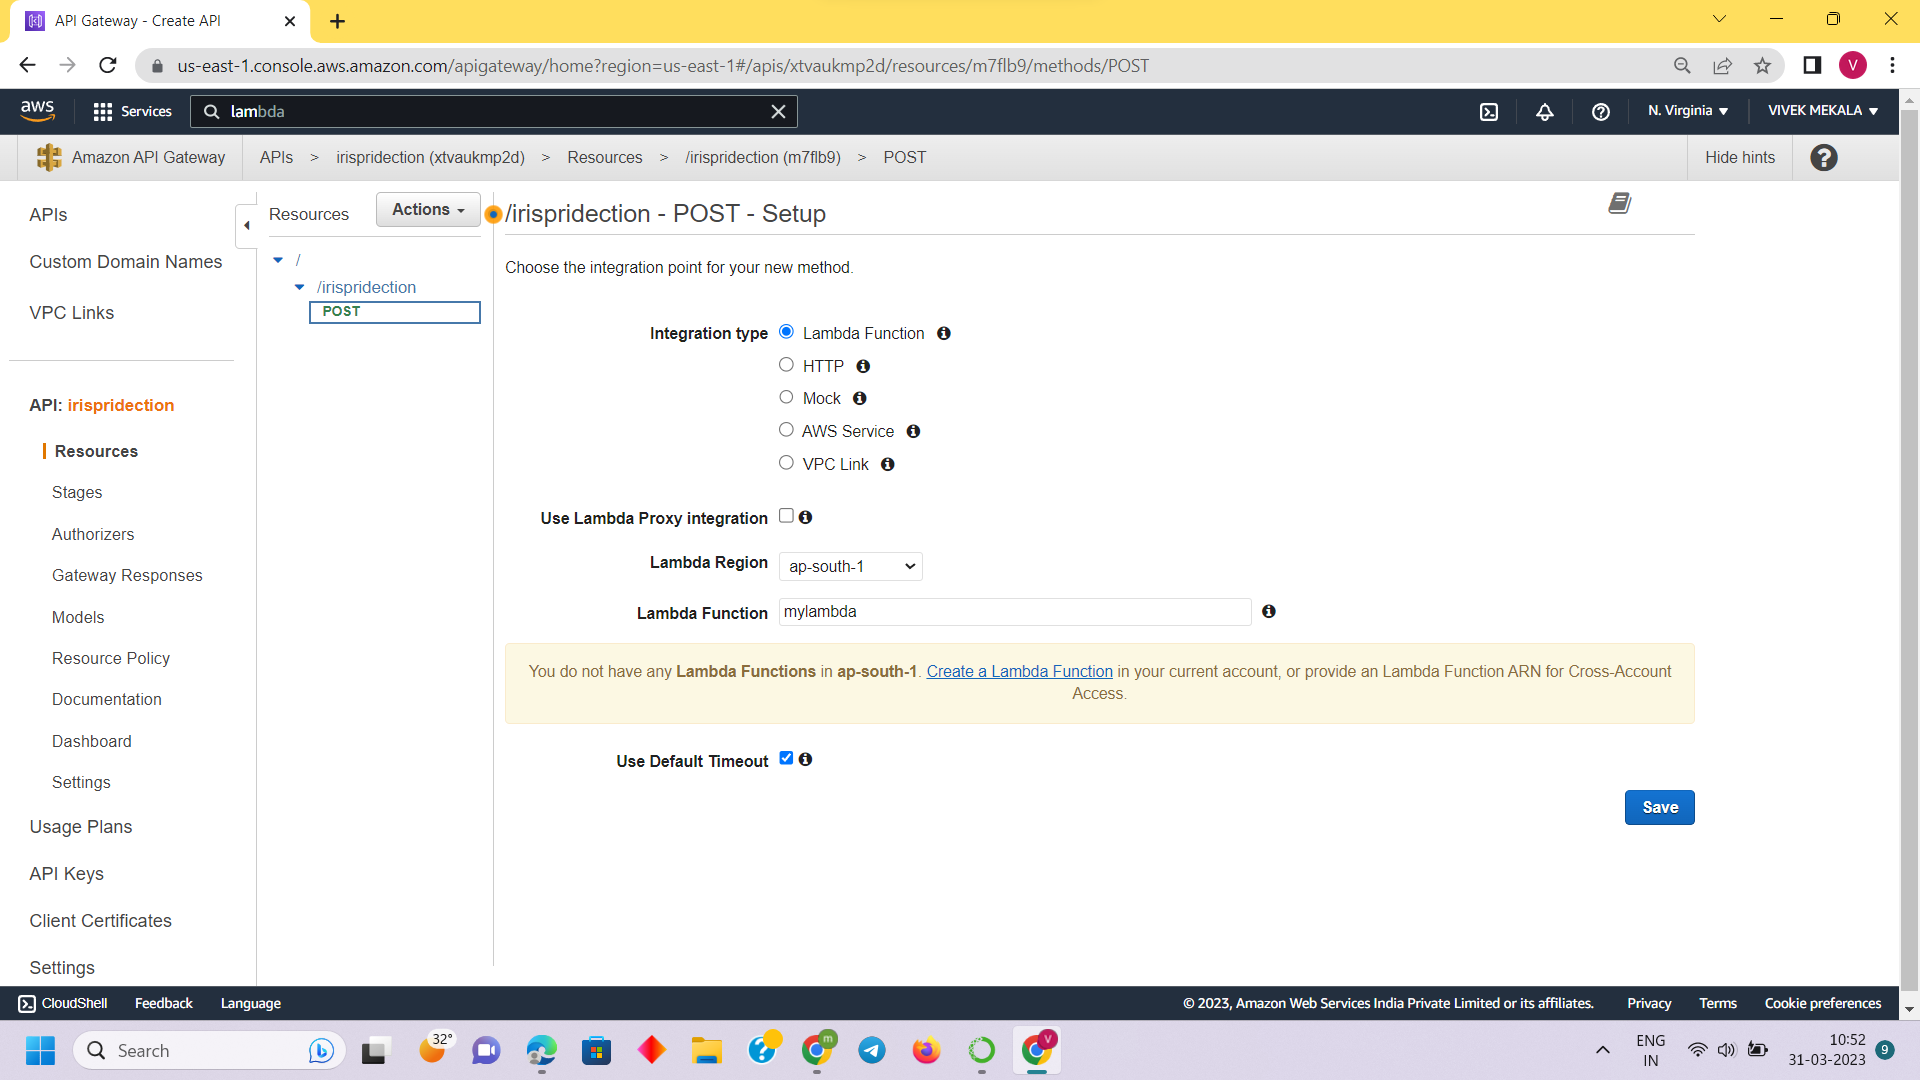 API Gateway - Create API
us-east-1.console.aws.amazon.com/apigateway/home?region=us-east-1#/apis/xtvaukmp2d/resources/m7flb9/methods/POST
V
aws
Services
lambda
N. Virginia
VIVEK MEKALA
Amazon API Gateway
APIs > irispridection (xtvaukmp2d) > Resources > /irispridection (m7flb9) > POST
Hide hints
APIs
Custom Domain Names
VPC Links
API: irispridection
Resources
Stages
Authorizers
Gateway Responses
Models
Resource Policy
Documentation
Dashboard
Settings
Usage Plans
API Keys
Client Certificates
Settings
Resources
Actions
/
/irispridection
POST
/irispridection - POST - Setup
Choose the integration point for your new method.
Integration type
Lambda Function
HTTP
Mock
AWS Service
VPC Link
Use Lambda Proxy integration
Lambda Region
ap-south-1
Lambda Function
mylambda
You do not have any Lambda Functions in ap-south-1. Create a Lambda Function in your current account, or provide an Lambda Function ARN for Cross-Account
Access.
Use Default Timeout
Save
CloudShell
Feedback
Language
© 2023, Amazon Web Services India Private Limited or its affiliates.
Privacy
Terms
Cookie preferences
Search
32°
m
V
ENG
IN
10:52
31-03-2023
9